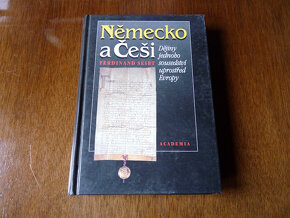 Německo
a Češi
FERDINAND SEIBT
Dějiny
jednoho
sousedství
uprostřed
Evropy
ACADEMIA